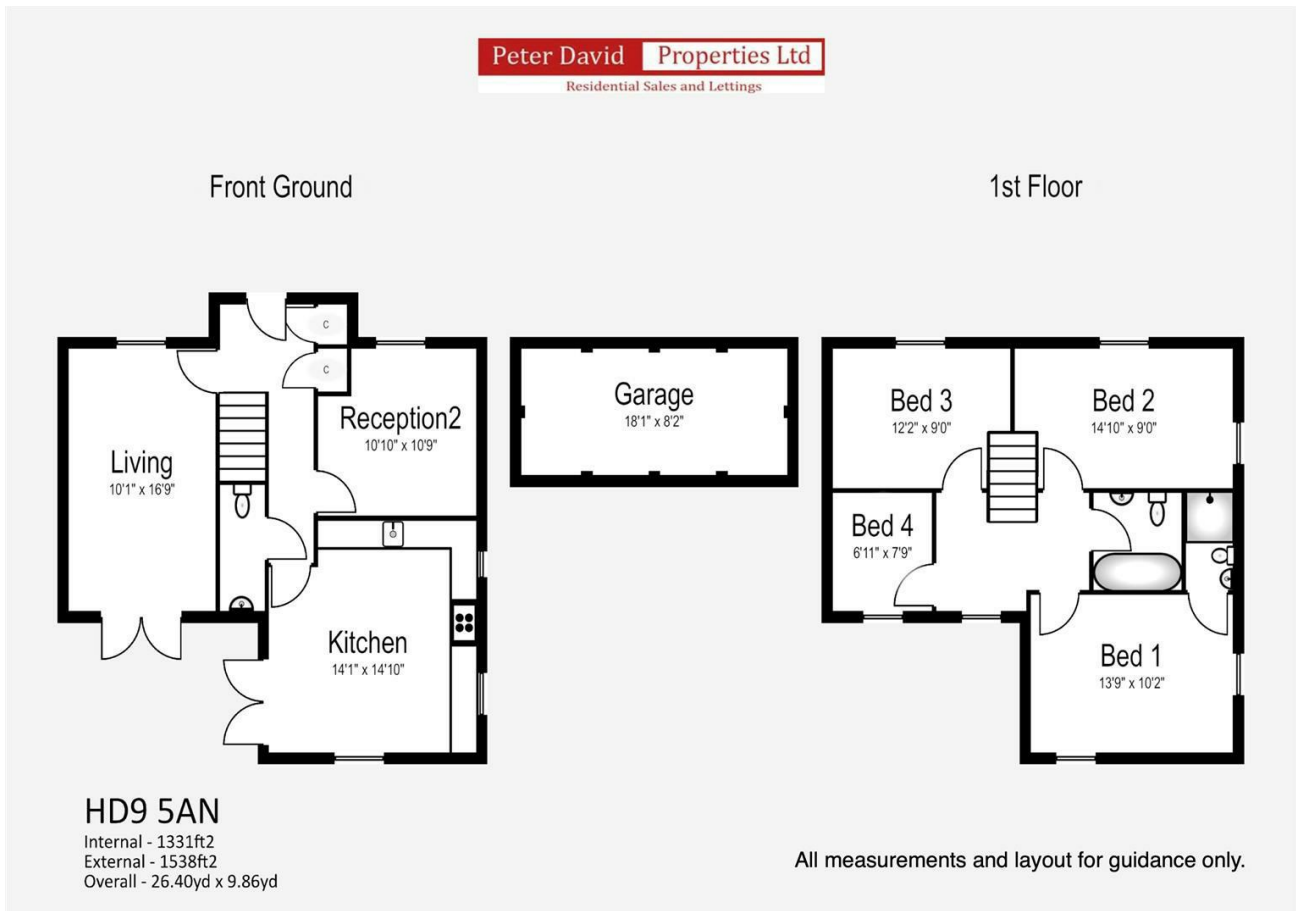 Peter David Properties Ltd
Residential Sales and Lettings
Front Ground
1st Floor
C
C
Living
10'1" x 16'9"
Reception2
10'10" x 10'9"
Kitchen
14'1" x 14'10"
Garage
18'1" x 8'2"
Bed 3
12'2" x 9'0"
Bed 2
14'10" x 9'0"
Bed 4
6'11" x 7'9"
Bed 1
13'9" x 10'2"
HD9 5AN
Internal - 1331ft2
External - 1538ft2
Overall - 26.40yd x 9.86yd
All measurements and layout for guidance only.